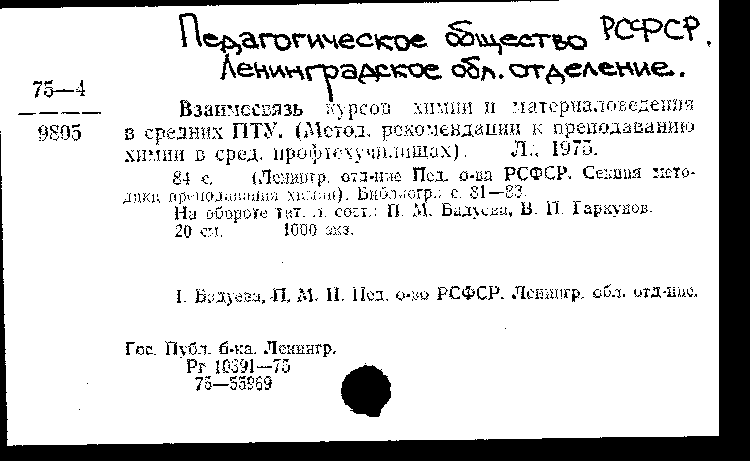 Педагогическое общество РСФСР.
Ленинградское обл. отделение.
75—4
9895
Взаимосвязь курсов химии и материаловедения
в средних ПТУ. (Метод. рекомендации к преподаванию
химии в сред. профтехучилищах). Л., 1975.
84 с. (Ленингр. отд-ние Пед. о-ва РСФСР. Секция мето-
дики преподавания химии). Библиогр.: с. 81—83.
На обороте тит. л. сост.: П. М. Бадуева, В. П. Гаркунов.
20 см. 1000 экз.
I. Бадуева, П. М. II. Пед. о-во РСФСР. Ленингр. обл. отд-ние.
Гос. Публ. б-ка. Ленингр.
Рг 10391—75
75—55969